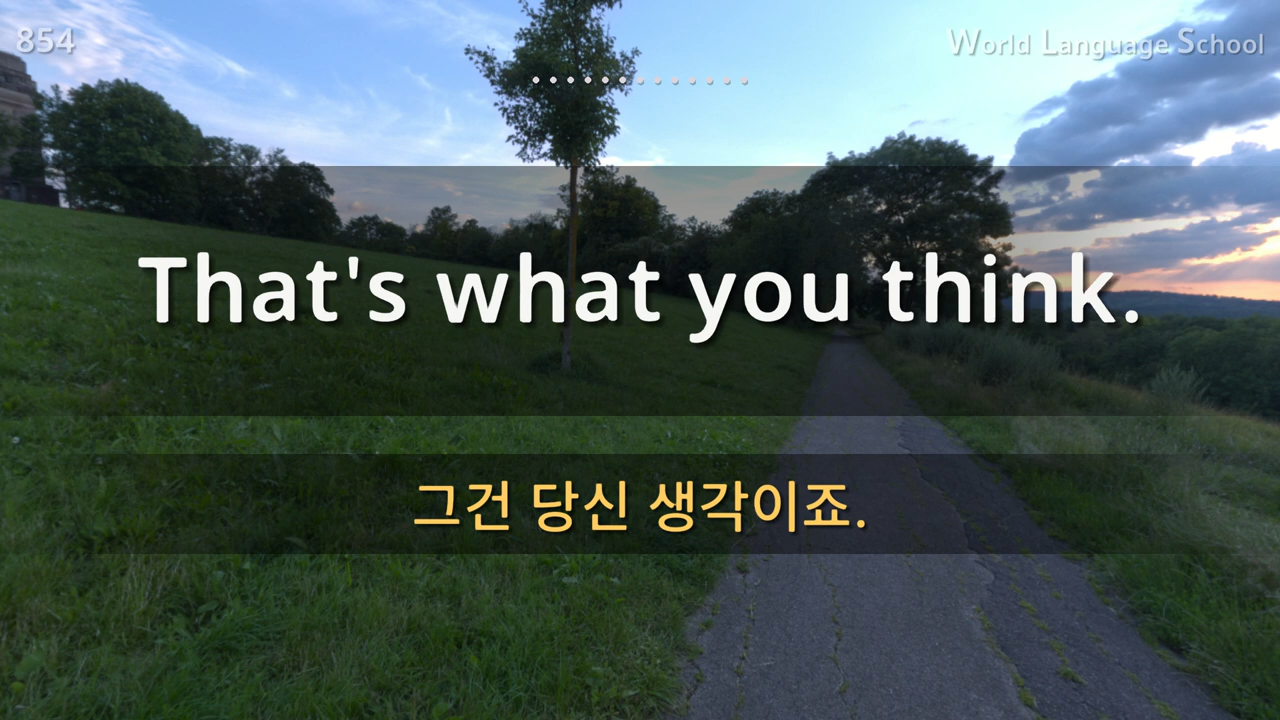 854
World Language School
That's what you think.
그건 당신 생각이죠.